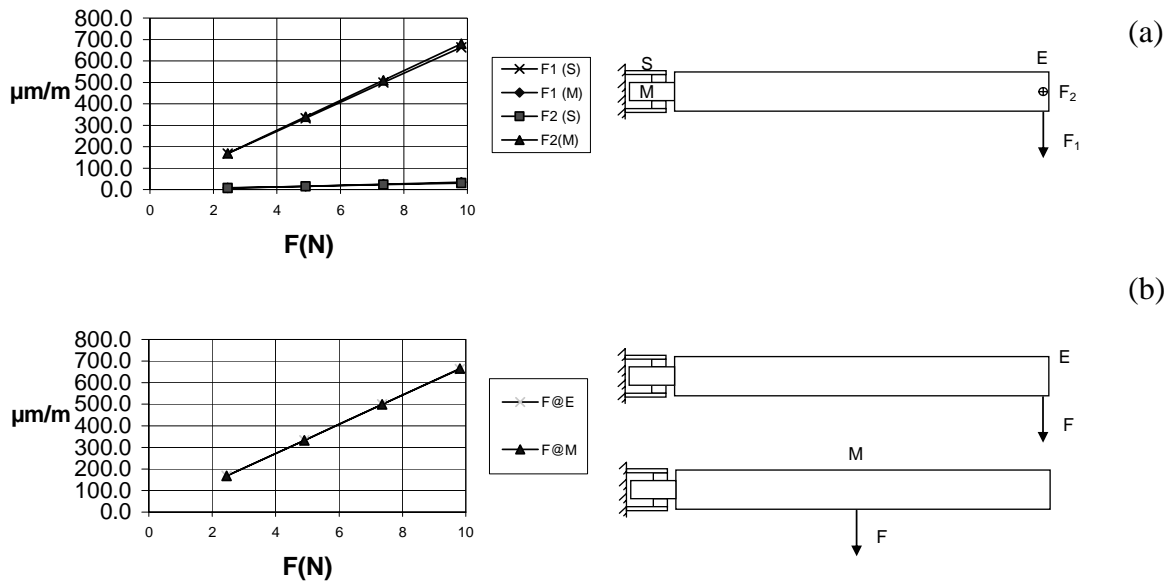 (a)
800.0
700.0
600.0
500.0
400.0
300.0
200.0
100.0
0.0
µm/m
0 2 4 6 8 10
F(N)
F1 (S)
F1 (M)
F2 (S)
F2(M)
S
M
E
F2
F1
(b)
800.0
700.0
600.0
500.0
400.0
300.0
200.0
100.0
0.0
µm/m
0 2 4 6 8 10
F(N)
F@E
F@M
E
F
M
F